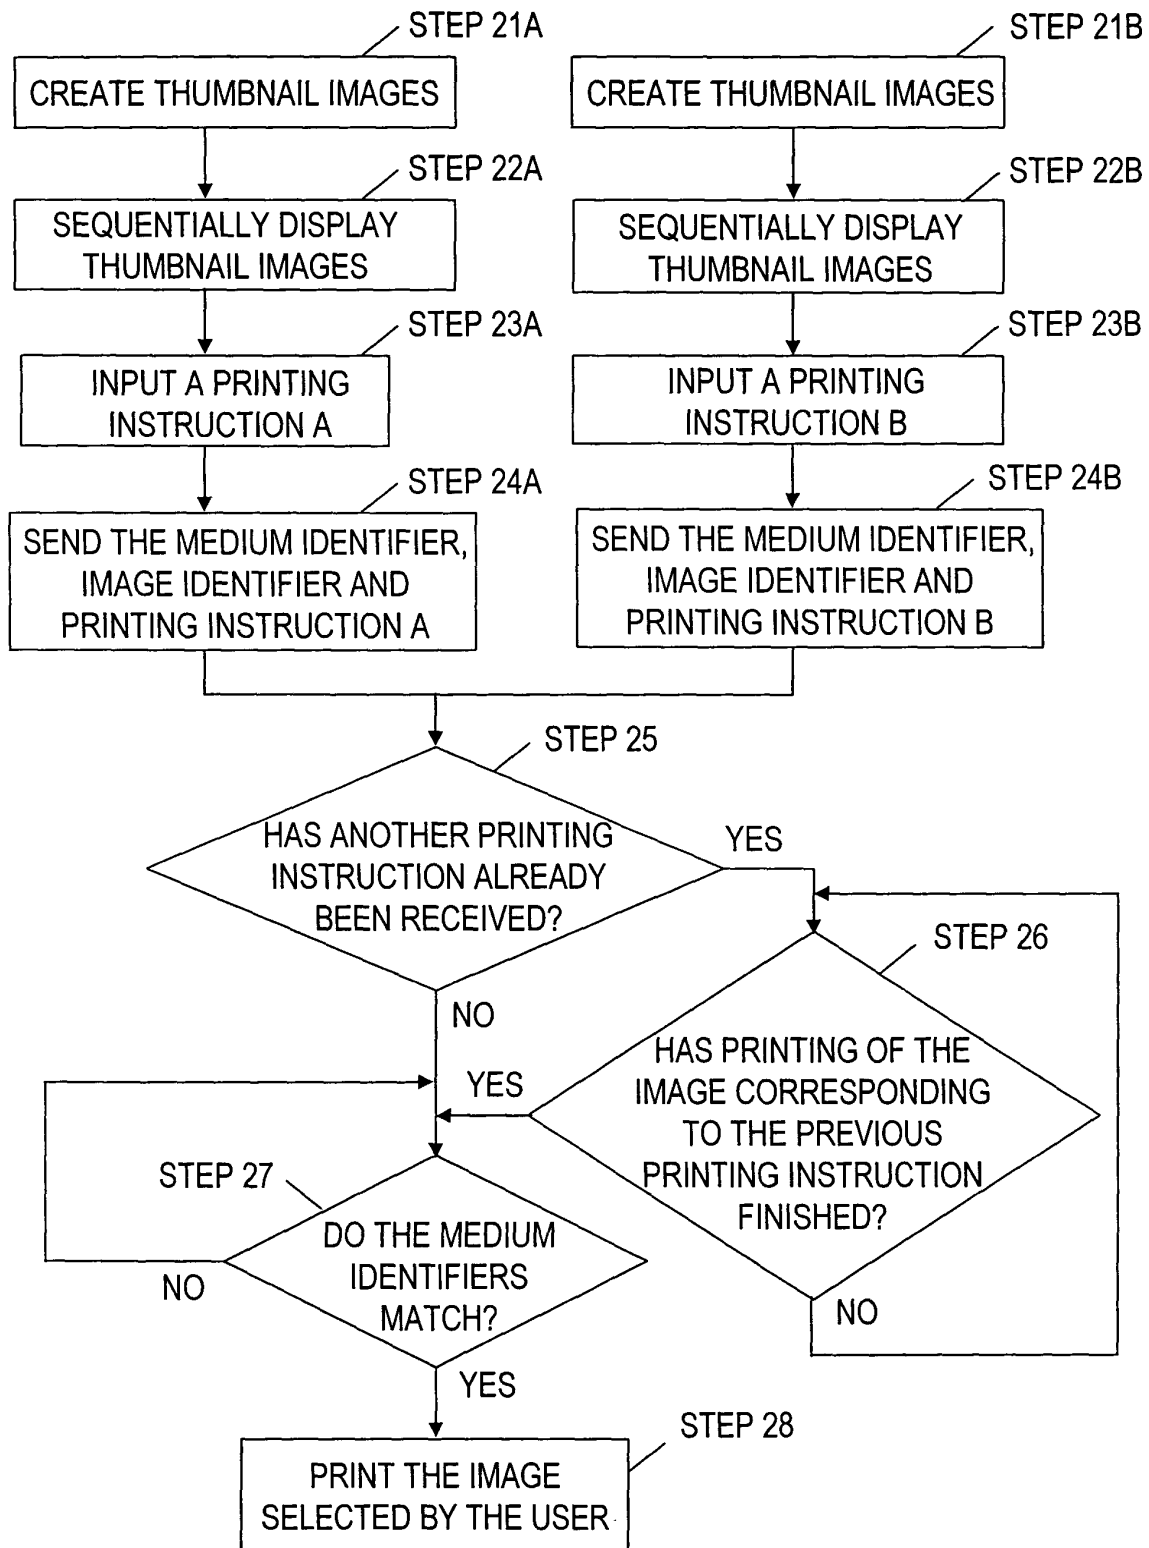 STEP 21A
CREATE THUMBNAIL IMAGES
STEP 22A
SEQUENTIALLY DISPLAY
THUMBNAIL IMAGES
STEP 23A
INPUT A PRINTING
INSTRUCTION A
STEP 24A
SEND THE MEDIUM IDENTIFIER,
IMAGE IDENTIFIER AND
PRINTING INSTRUCTION A
STEP 21B
CREATE THUMBNAIL IMAGES
STEP 22B
SEQUENTIALLY DISPLAY
THUMBNAIL IMAGES
STEP 23B
INPUT A PRINTING
INSTRUCTION B
STEP 24B
SEND THE MEDIUM IDENTIFIER,
IMAGE IDENTIFIER AND
PRINTING INSTRUCTION B
STEP 25
HAS ANOTHER PRINTING
INSTRUCTION ALREADY
BEEN RECEIVED?
YES
NO
STEP 26
HAS PRINTING OF THE
IMAGE CORRESPONDING
TO THE PREVIOUS
PRINTING INSTRUCTION
FINISHED?
YES
NO
STEP 27
DO THE MEDIUM
IDENTIFIERS
MATCH?
NO
YES
STEP 28
PRINT THE IMAGE
SELECTED BY THE USER